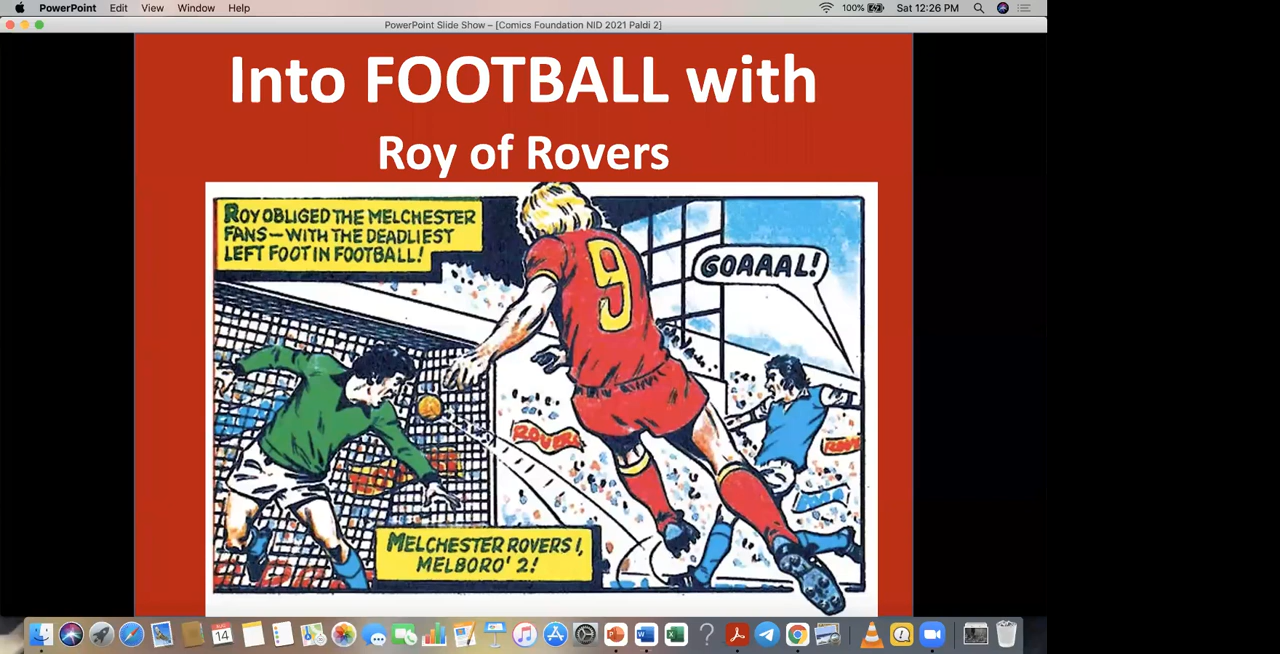 PowerPoint Edit View Window Help
100% Sat 12:26 PM
PowerPoint Slide Show – [Comics Foundation NID 2021 Paldi 2]
Into FOOTBALL with
Roy of Rovers
ROY OBLIGED THE MELCHESTER
FANS—WITH THE DEADLIEST
LEFT FOOT IN FOOTBALL!
9
GOAAAL!
ROVERS
MELCHESTER ROVERS 1,
MELBORO' 2!
14